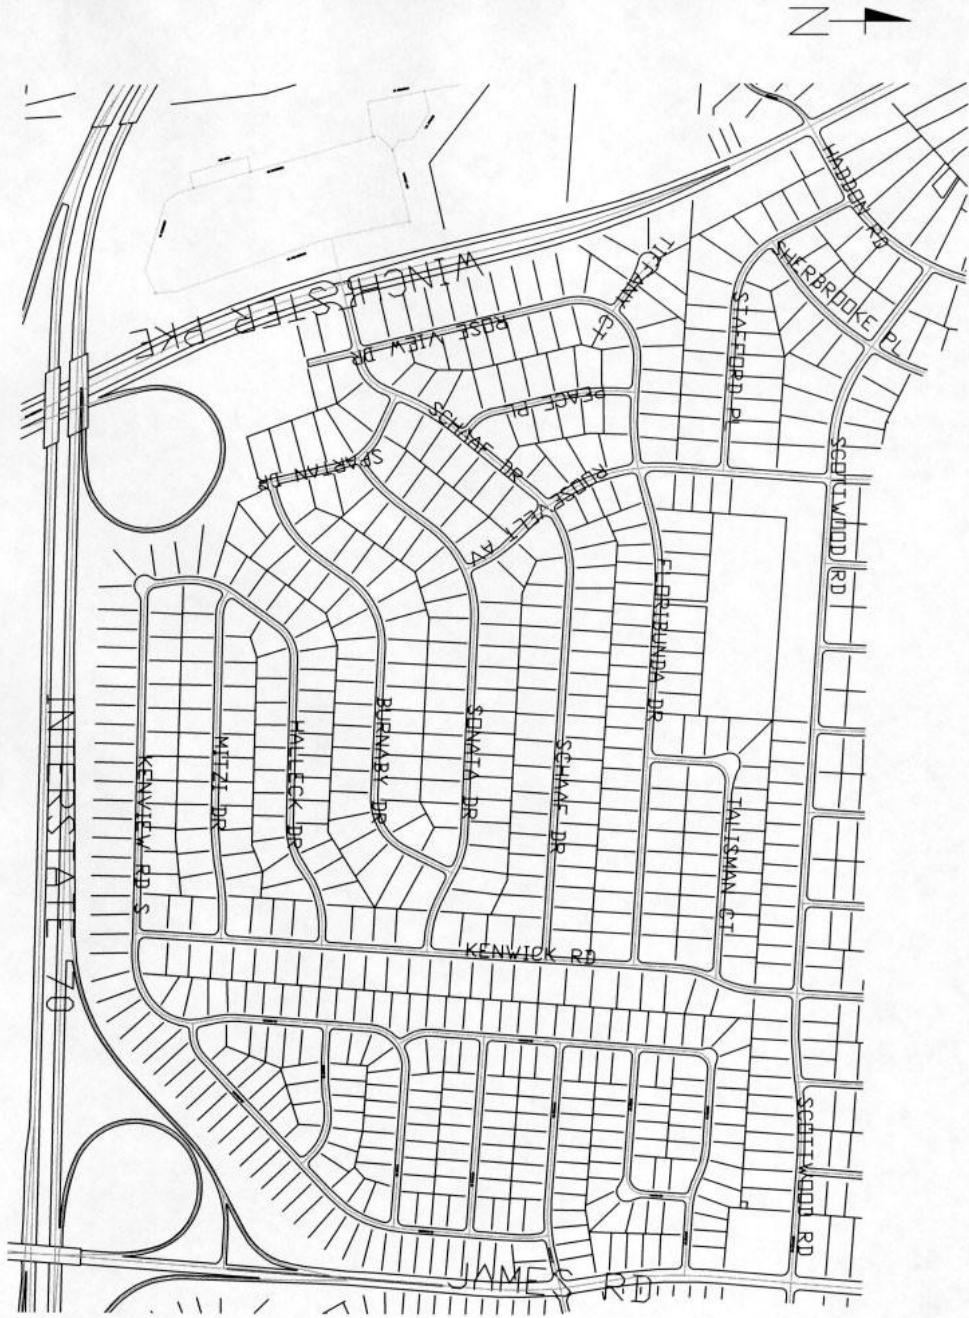 N
HADDEN RD
SHERBROOKE PL
TIFFANY CT
WINCHESTER PKE
STAFFORD PL
ROSE VIEW DR
PEACE PL
SCHAAF DR
SPARTAN DR
ROOSEVELT AV
SCOTTWOOD RD
FLORIBUNDA DR
INTERSTATE 70
KENVIEW RD S
MITZI DR
HALLECK DR
BURNABY DR
SONATA DR
SCHAAF DR
TALISMAN CT
KENWICK RD
SCOTTWOOD RD
JAMES RD